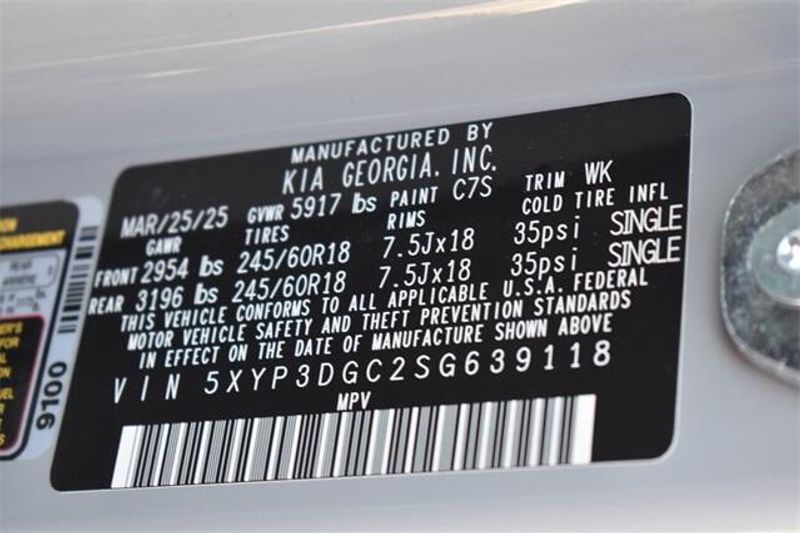 MANUFACTURED BY
KIA GEORGIA. INC.
MAR/25/25 GVWR 5917 lbs PAINT C7S TRIM WK
GAWR TIRES RIMS COLD TIRE INFL
FRONT 2954 lbs 245/60R18 7.5Jx18 35psi SINGLE
REAR 3196 lbs 245/60R18 7.5Jx18 35psi SINGLE
THIS VEHICLE CONFORMS TO ALL APPLICABLE U.S.A. FEDERAL
MOTOR VEHICLE SAFETY AND THEFT PREVENTION STANDARDS
IN EFFECT ON THE DATE OF MANUFACTURE SHOWN ABOVE
VIN 5XYP3DGC2SG639118
MPV
9100
REAR